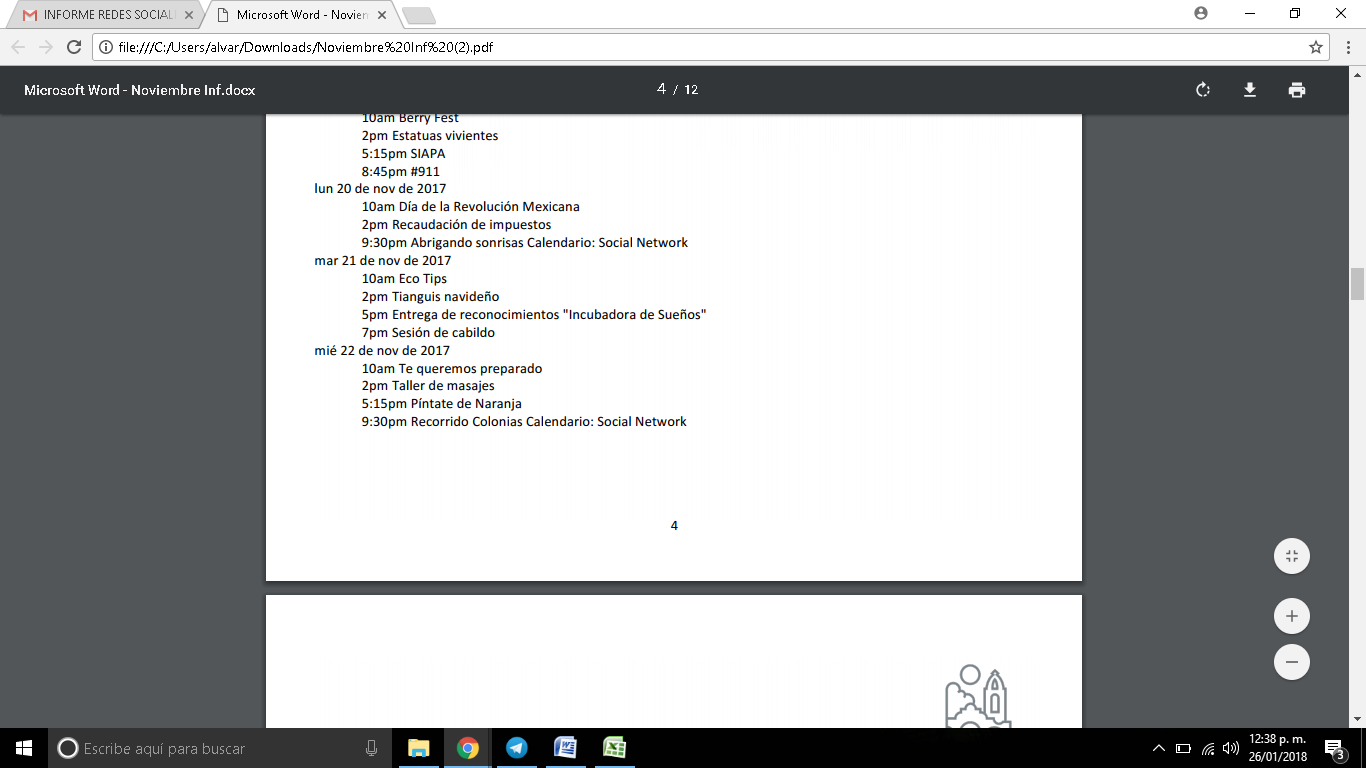 INFORME REDES SOCIAL
Microsoft Word - Noviem
file:///C:/Users/alvar/Downloads/Noviembre%20Inf%20(2).pdf
Microsoft Word - Noviembre Inf.docx
4 / 12
10am Berry Fest
2pm Estatuas vivientes
5:15pm SIAPA
8:45pm #911
lun 20 de nov de 2017
10am Día de la Revolución Mexicana
2pm Recaudación de impuestos
9:30pm Abrigando sonrisas Calendario: Social Network
mar 21 de nov de 2017
10am Eco Tips
2pm Tianguis navideño
5pm Entrega de reconocimientos "Incubadora de Sueños"
7pm Sesión de cabildo
mié 22 de nov de 2017
10am Te queremos preparado
2pm Taller de masajes
5:15pm Píntate de Naranja
9:30pm Recorrido Colonias Calendario: Social Network
4
Escribe aquí para buscar
12:38 p. m.
26/01/2018
3